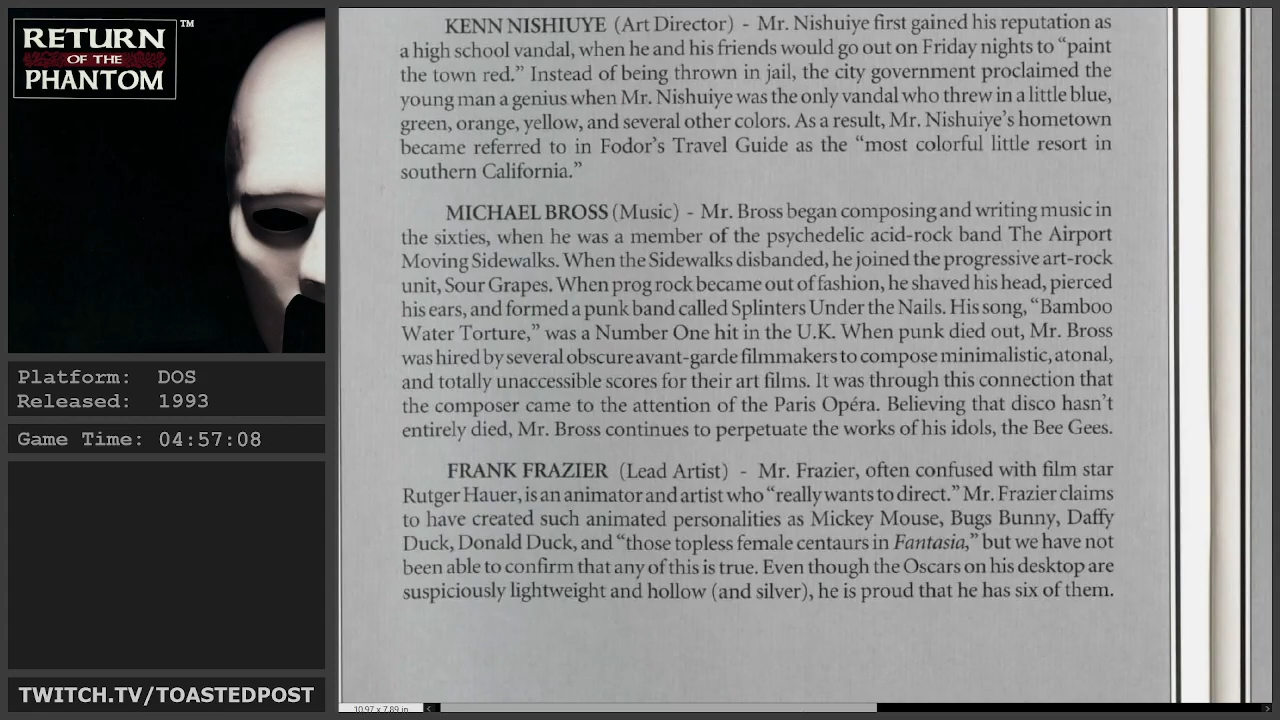 RETURN
OF THE
PHANTOM
TM
Platform: DOS
Released: 1993
Game Time: 04:57:08
TWITCH.TV/TOASTEDPOST
KENN NISHIUYE (Art Director) - Mr. Nishiuye first gained his reputation as
a high school vandal, when he and his friends would go out on Friday nights to “paint
the town red.” Instead of being thrown in jail, the city government proclaimed the
young man a genius when Mr. Nishiuye was the only vandal who threw in a little blue,
green, orange, yellow, and several other colors. As a result, Mr. Nishiuye’s hometown
became referred to in Fodor’s Travel Guide as the “most colorful little resort in
southern California.”
MICHAEL BROSS (Music) - Mr. Bross began composing and writing music in
the sixties, when he was a member of the psychedelic acid-rock band The Airport
Moving Sidewalks. When the Sidewalks disbanded, he joined the progressive art-rock
unit, Sour Grapes. When prog rock became out of fashion, he shaved his head, pierced
his ears, and formed a punk band called Splinters Under the Nails. His song, “Bamboo
Water Torture,” was a Number One hit in the U.K. When punk died out, Mr. Bross
was hired by several obscure avant-garde filmmakers to compose minimalistic, atonal,
and totally unaccessible scores for their art films. It was through this connection that
the composer came to the attention of the Paris Opéra. Believing that disco hasn’t
entirely died, Mr. Bross continues to perpetuate the works of his idols, the Bee Gees.
FRANK FRAZIER (Lead Artist) - Mr. Frazier, often confused with film star
Rutger Hauer, is an animator and artist who “really wants to direct.” Mr. Frazier claims
to have created such animated personalities as Mickey Mouse, Bugs Bunny, Daffy
Duck, Donald Duck, and “those topless female centaurs in Fantasia,” but we have not
been able to confirm that any of this is true. Even though the Oscars on his desktop are
suspiciously lightweight and hollow (and silver), he is proud that he has six of them.
10.97 x 7.89 in